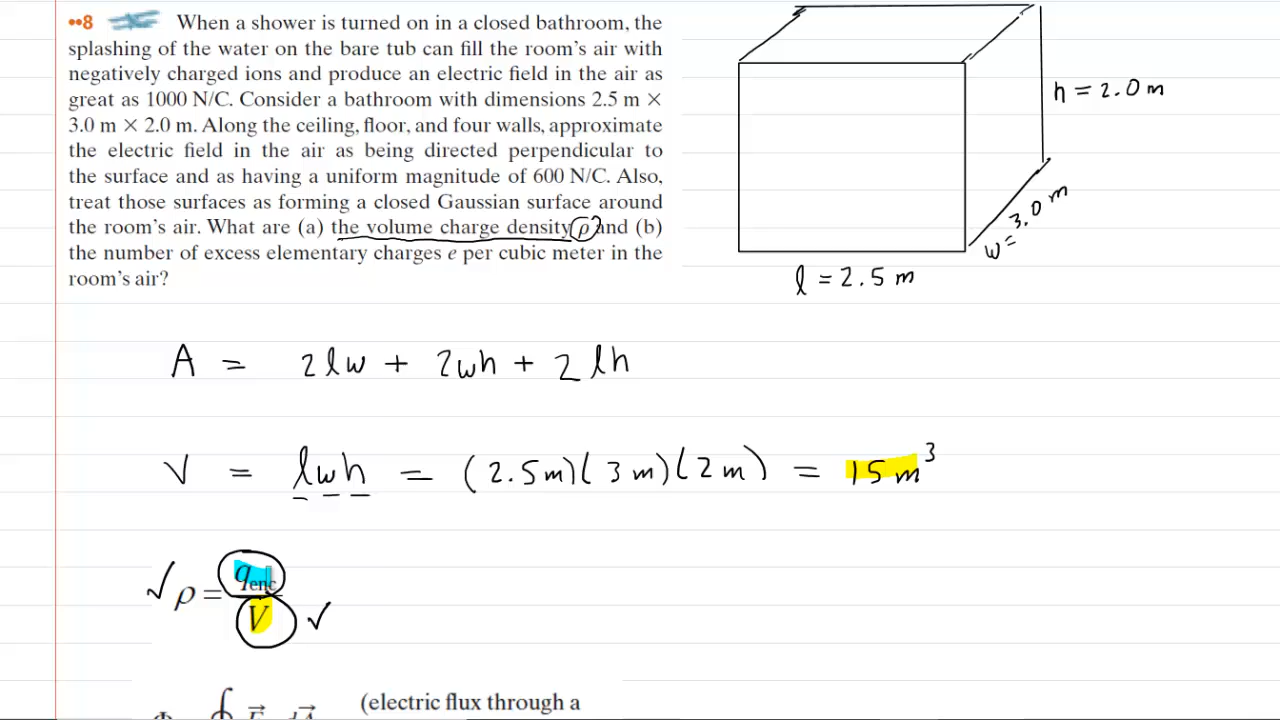 ••8 When a shower is turned on in a closed bathroom, the
splashing of the water on the bare tub can fill the room's air with
negatively charged ions and produce an electric field in the air as
great as 1000 N/C. Consider a bathroom with dimensions 2.5 m ×
3.0 m × 2.0 m. Along the ceiling, floor, and four walls, approximate
the electric field in the air as being directed perpendicular to
the surface and as having a uniform magnitude of 600 N/C. Also,
treat those surfaces as forming a closed Gaussian surface around
the room's air. What are (a) the volume charge density ρ and (b)
the number of excess elementary charges e per cubic meter in the
room's air?
h = 2.0 m
w = 3.0 m
l = 2.5 m
A = 2lw + 2wh + 2lh
V = lwh = (2.5m)(3m)(2m) = 15 m³
√ ρ = qenc
V √
(electric flux through a